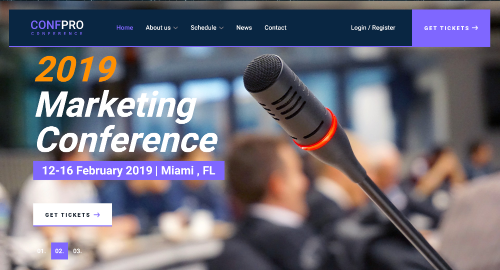 CONFPRO
CONFERENCE
Home About us Schedule News Contact Login / Register GET TICKETS
2019
Marketing
Conference
12-16 February 2019 | Miami , FL
GET TICKETS
01. 02. 03.